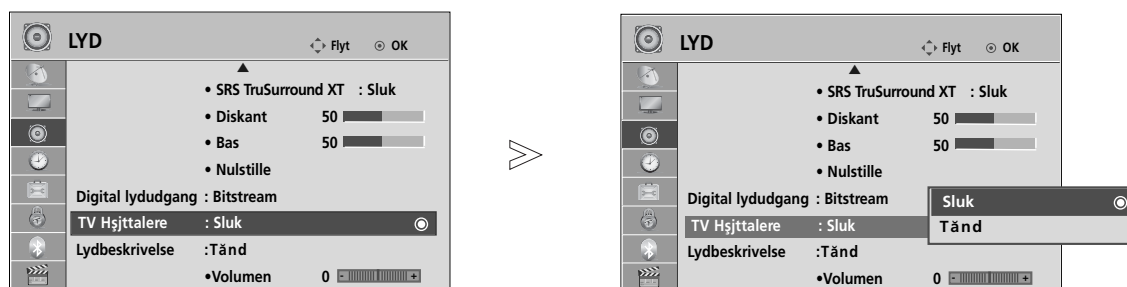 LYD
Flyt OK
• SRS TruSurround XT : Sluk
• Diskant 50
• Bas 50
• Nulstille
Digital lydudgang : Bitstream
TV Hşjttalere : Sluk
Lydbeskrivelse :Tănd
•Volumen 0 - +
LYD
Flyt OK
• SRS TruSurround XT : Sluk
• Diskant 50
• Bas 50
• Nulstille
Digital lydudgang : Bitstream
TV Hşjttalere : Sluk
Lydbeskrivelse :Tănd
•Volumen 0 - +
Sluk
Tănd